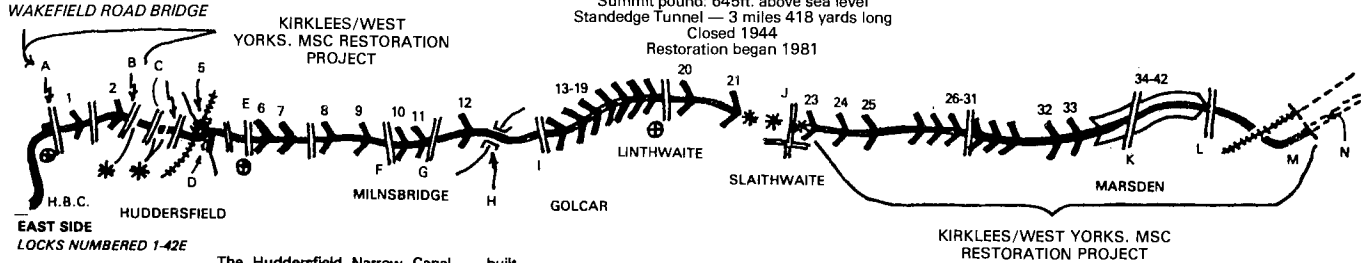 WAKEFIELD ROAD BRIDGE
KIRKLEES/WEST
YORKS. MSC RESTORATION
PROJECT
Summit pound: 645ft. above sea level
Standedge Tunnel — 3 miles 418 yards long
Closed 1944
Restoration began 1981
A
1
2
B
C
5
E
6
7
8
9
10
11
12
13-19
20
21
J
23
24
25
26-31
32
33
34-42
D
F
G
H
I
K
L
M
N
H.B.C.
HUDDERSFIELD
MILNSBRIDGE
GOLCAR
LINTHWAITE
SLAITHWAITE
MARSDEN
EAST SIDE
LOCKS NUMBERED 1-42E
KIRKLEES/WEST YORKS. MSC
RESTORATION PROJECT
The Huddersfield Narrow Canal built